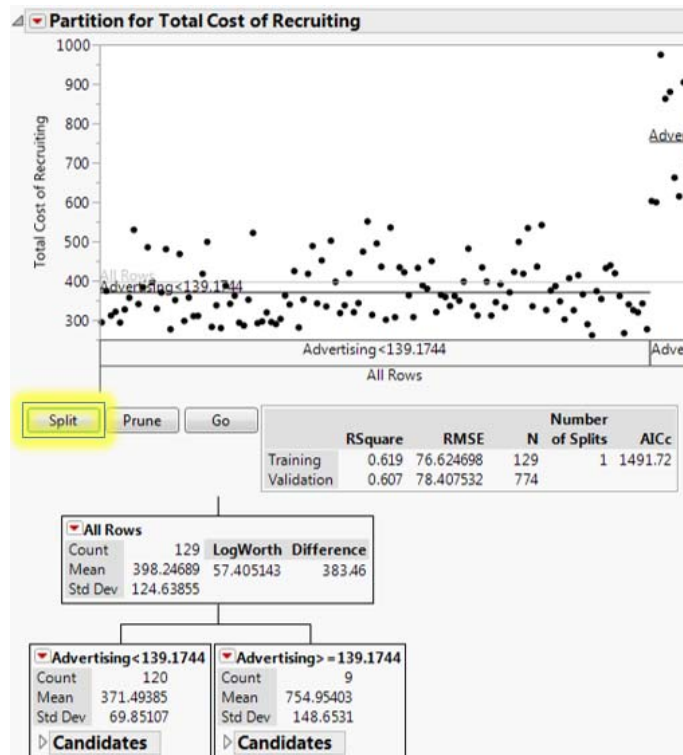 Partition for Total Cost of Recruiting
1000
900
800
700
600
500
400
300
Total Cost of Recruiting
All Rows
Advertising<139.1744
Adver
Advertising<139.1744 Adve
All Rows
Split Prune Go
Number
RSquare RMSE N of Splits AICc
Training 0.619 76.624698 129 1 1491.72
Validation 0.607 78.407532 774
All Rows
Count 129 LogWorth Difference
Mean 398.24689 57.405143 383.46
Std Dev 124.63855
Advertising<139.1744 Advertising>=139.1744
Count 120 Count 9
Mean 371.49385 Mean 754.95403
Std Dev 69.85107 Std Dev 148.6531
Candidates Candidates